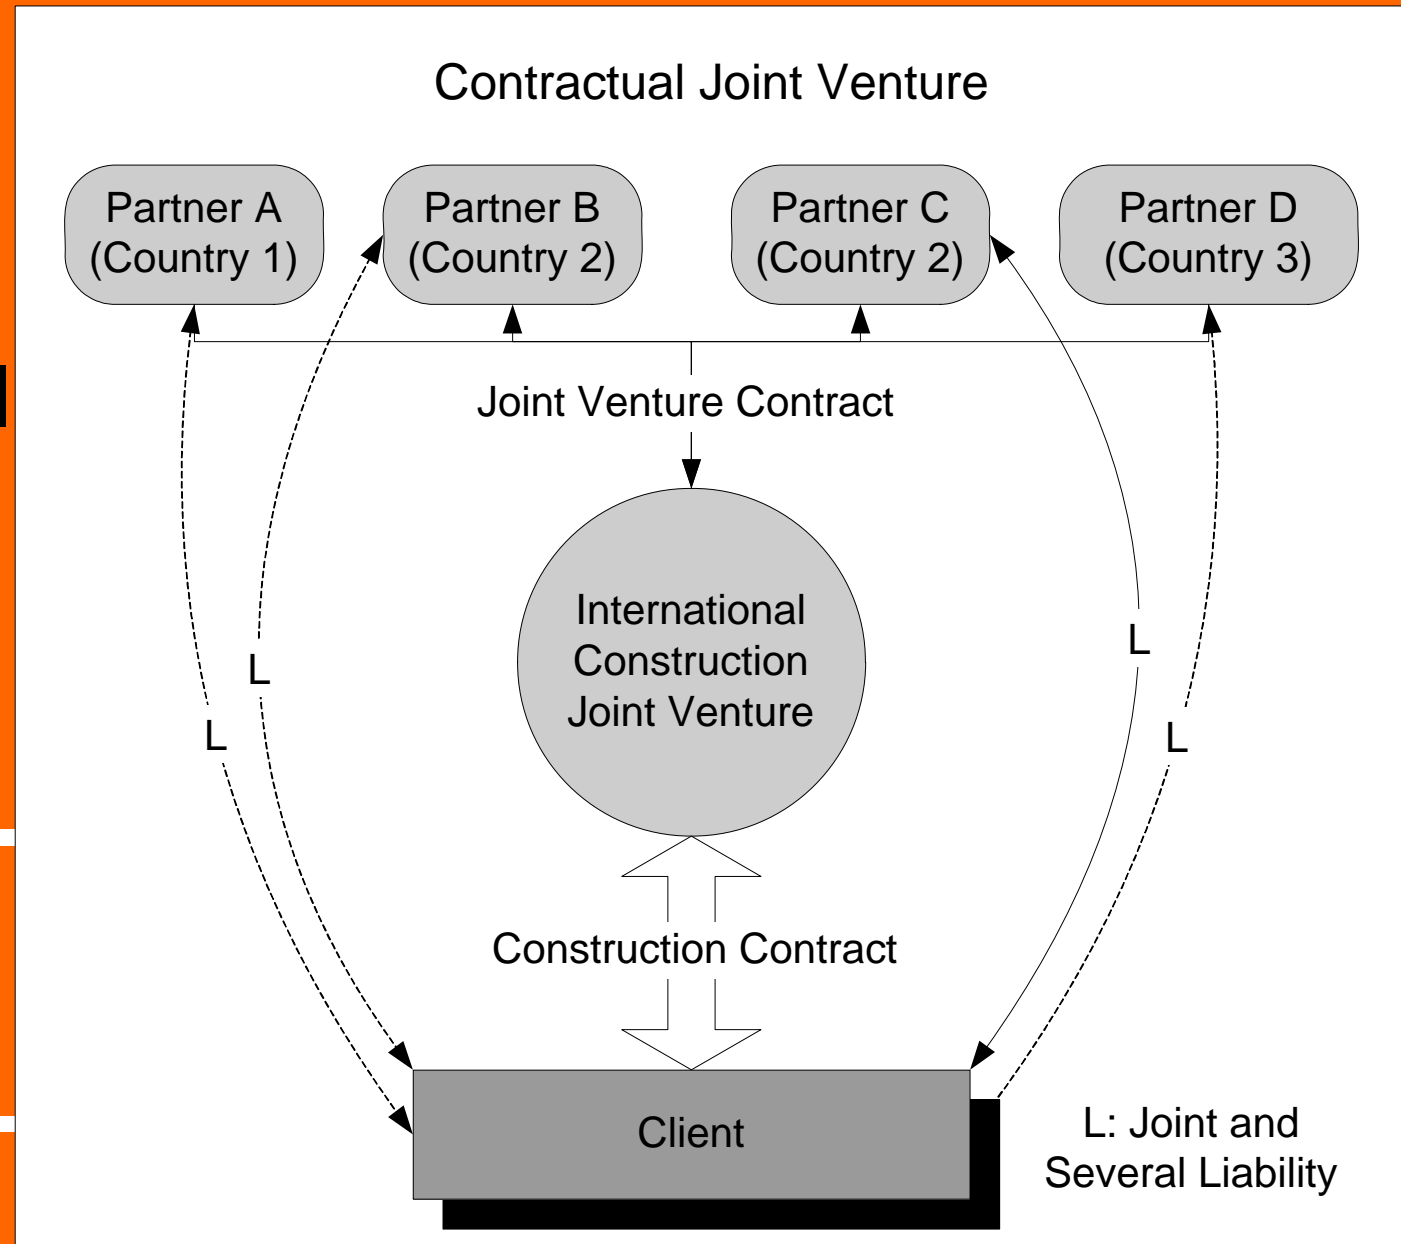 Contractual Joint Venture
Partner A
(Country 1)
Partner B
(Country 2)
Partner C
(Country 2)
Partner D
(Country 3)
Joint Venture Contract
International
Construction
Joint Venture
L
L
L
L
Construction Contract
Client
L: Joint and
Several Liability